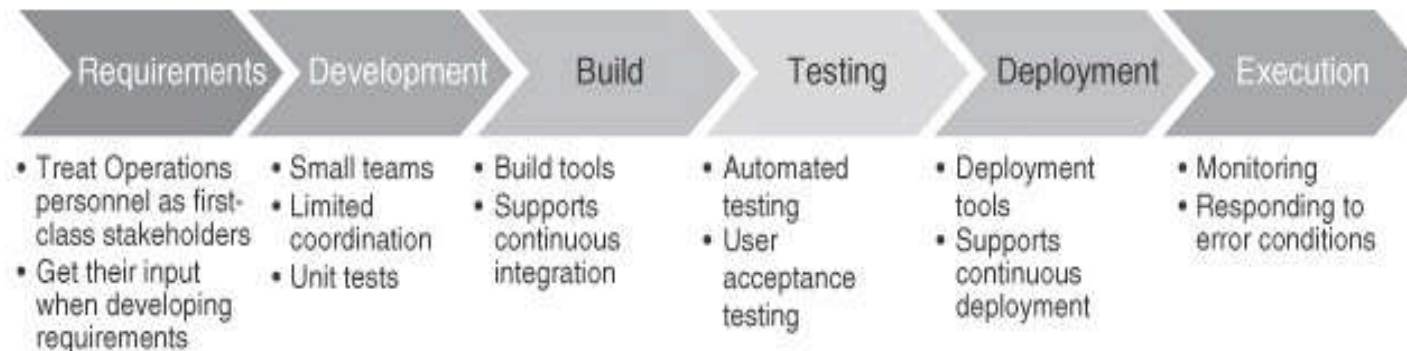 Requirements
Development
Build
Testing
Deployment
Execution
• Treat Operations
personnel as first-
class stakeholders
• Get their input
when developing
requirements
• Small teams
• Limited
coordination
• Unit tests
• Build tools
• Supports
continuous
integration
• Automated
testing
• User
acceptance
testing
• Deployment
tools
• Supports
continuous
deployment
• Monitoring
• Responding to
error conditions